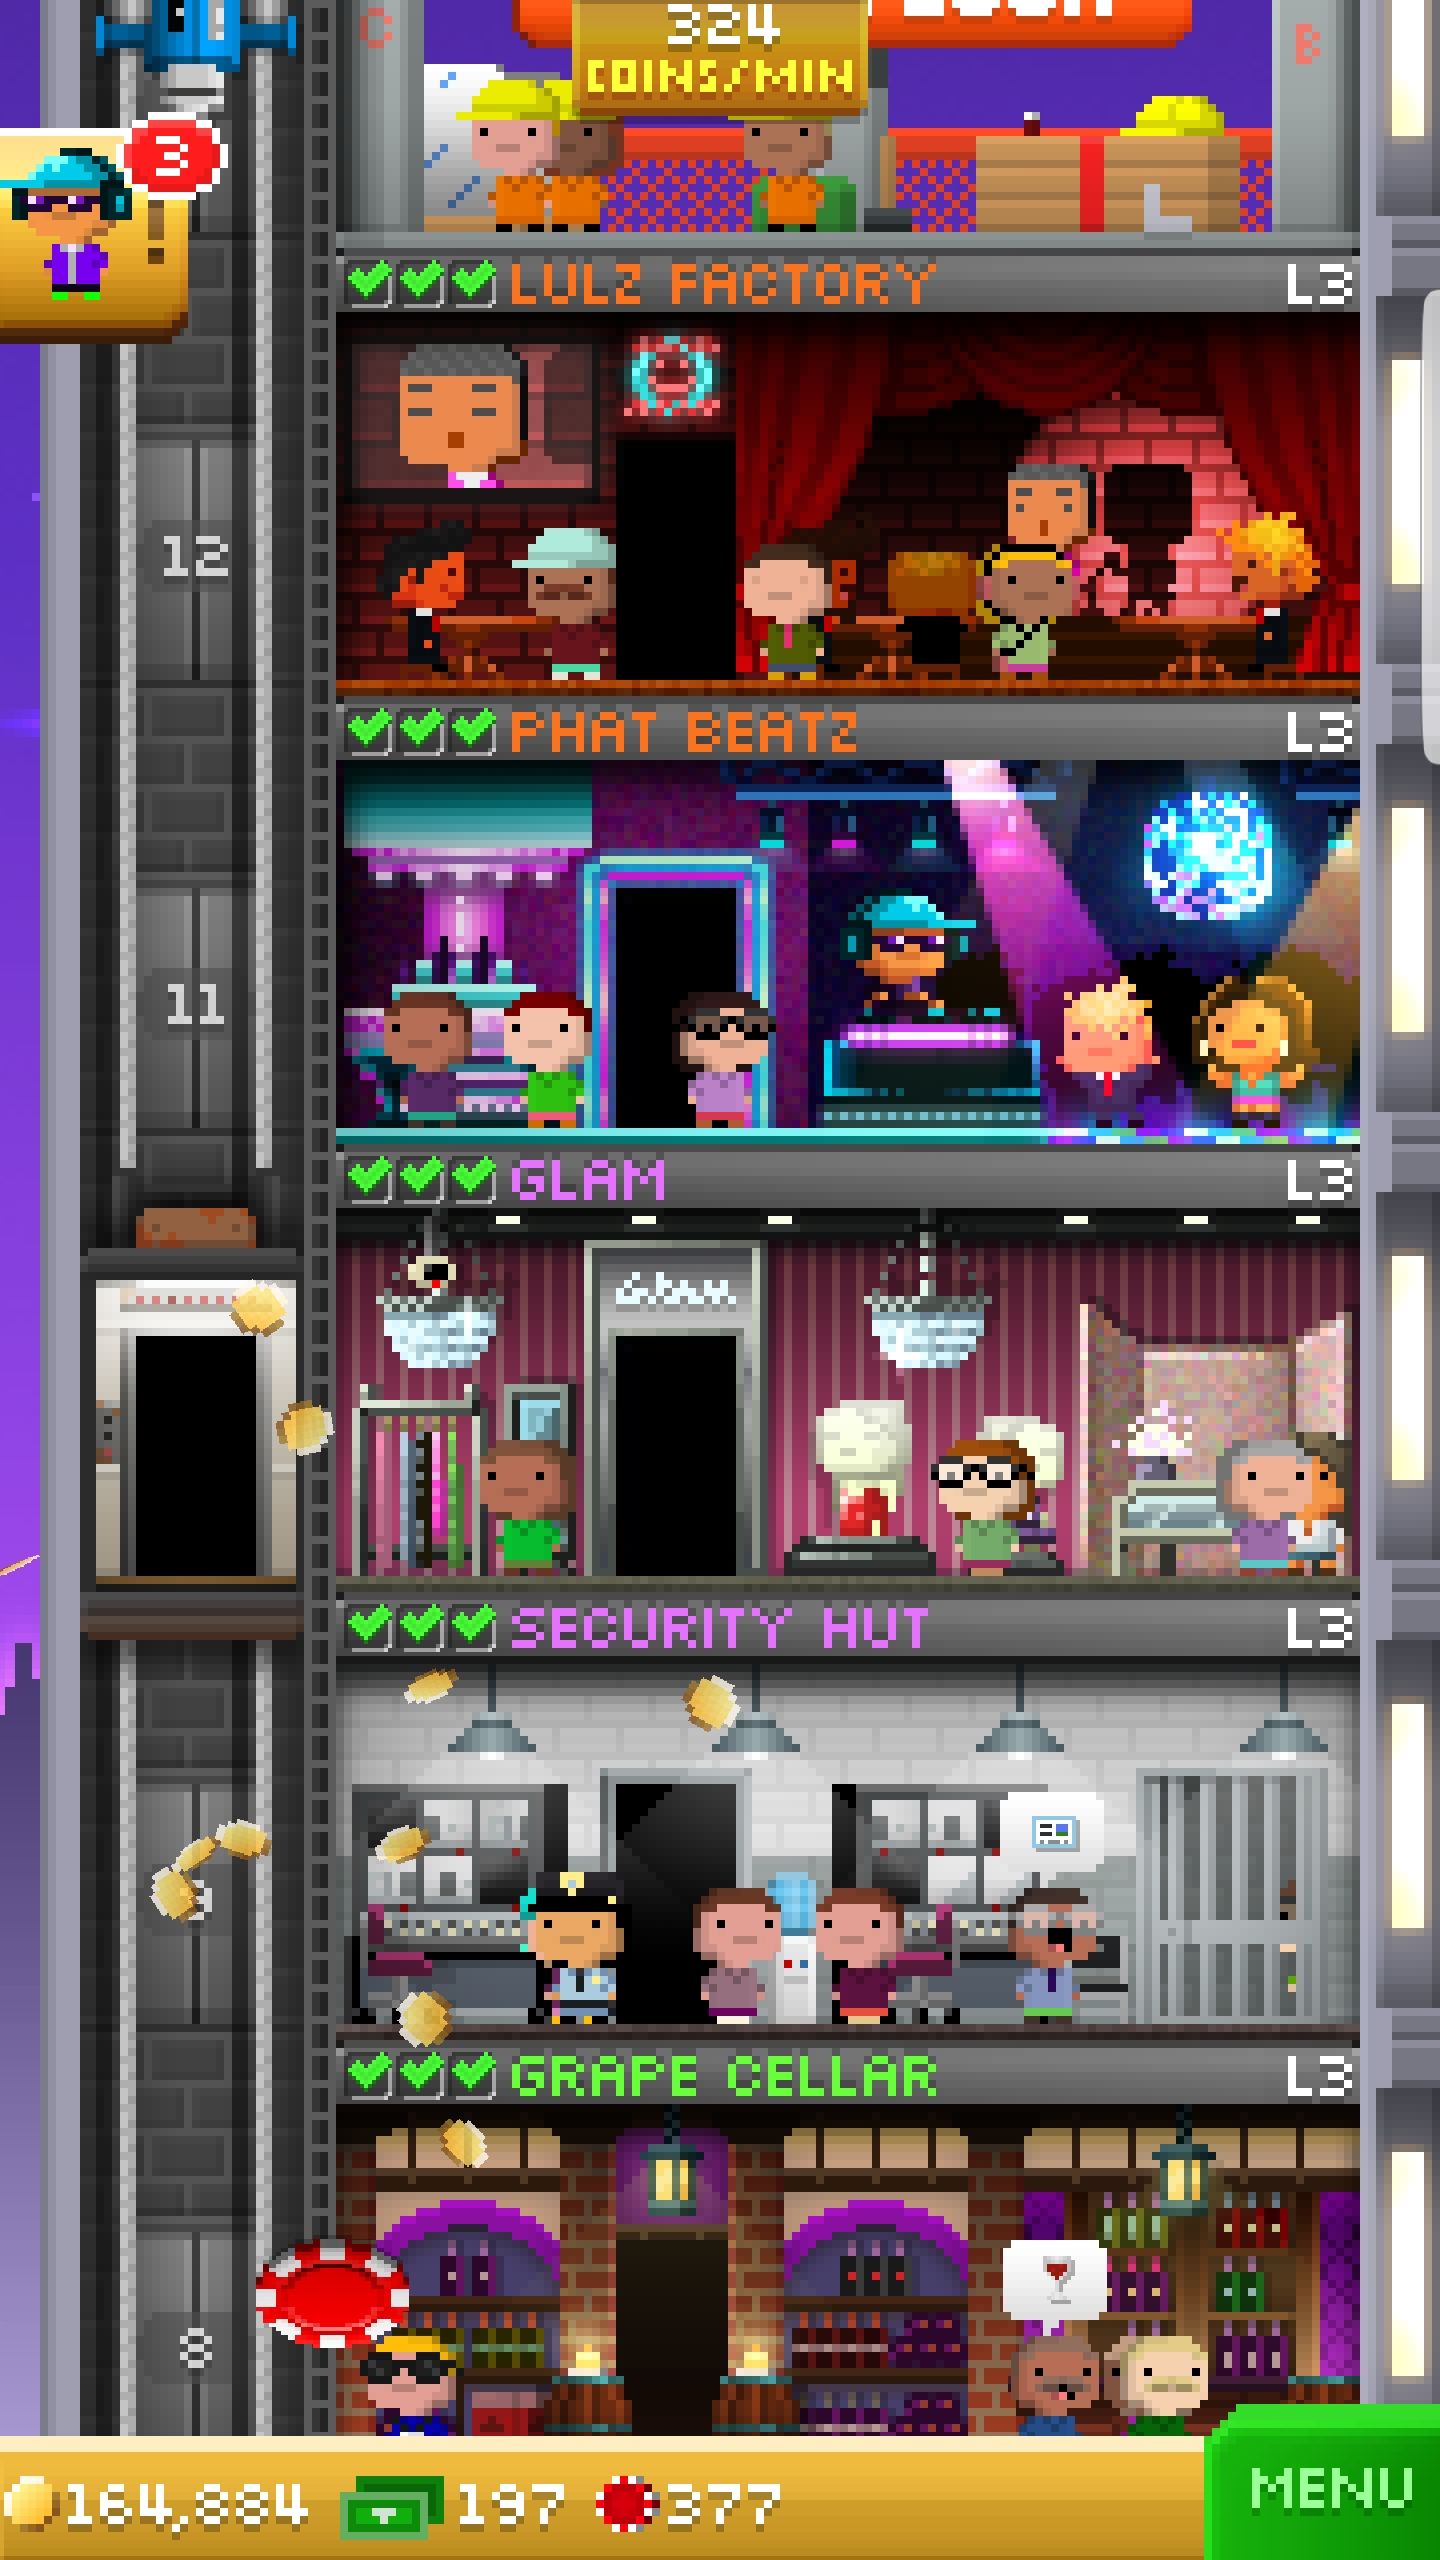 C
324
B
COINS/MIN
3
!
LULZ FACTORY
L3
12
PHAT BEATZ
L3
11
GLAM
L3
Glam
SECURITY HUT
L3
GRAPE CELLAR
L3
8
164,884
197
377
MENU